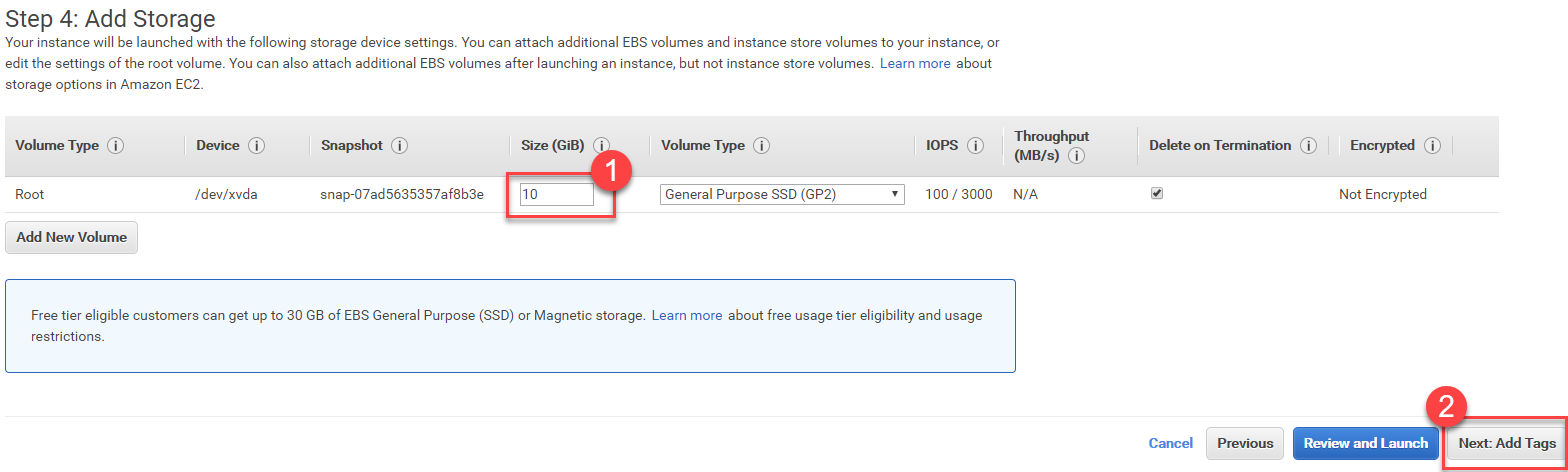 Step 4: Add Storage
Your instance will be launched with the following storage device settings. You can attach additional EBS volumes and instance store volumes to your instance, or
edit the settings of the root volume. You can also attach additional EBS volumes after launching an instance, but not instance store volumes. Learn more about
storage options in Amazon EC2.
Volume Type i Device i Snapshot i Size (GiB) i Volume Type i IOPS i Throughput (MB/s) i Delete on Termination i Encrypted i
1
Root /dev/xvda snap-07ad5635357af8b3e 10 General Purpose SSD (GP2) 100 / 3000 N/A Not Encrypted
Add New Volume
Free tier eligible customers can get up to 30 GB of EBS General Purpose (SSD) or Magnetic storage. Learn more about free usage tier eligibility and usage
restrictions.
2
Cancel Previous Review and Launch Next: Add Tags